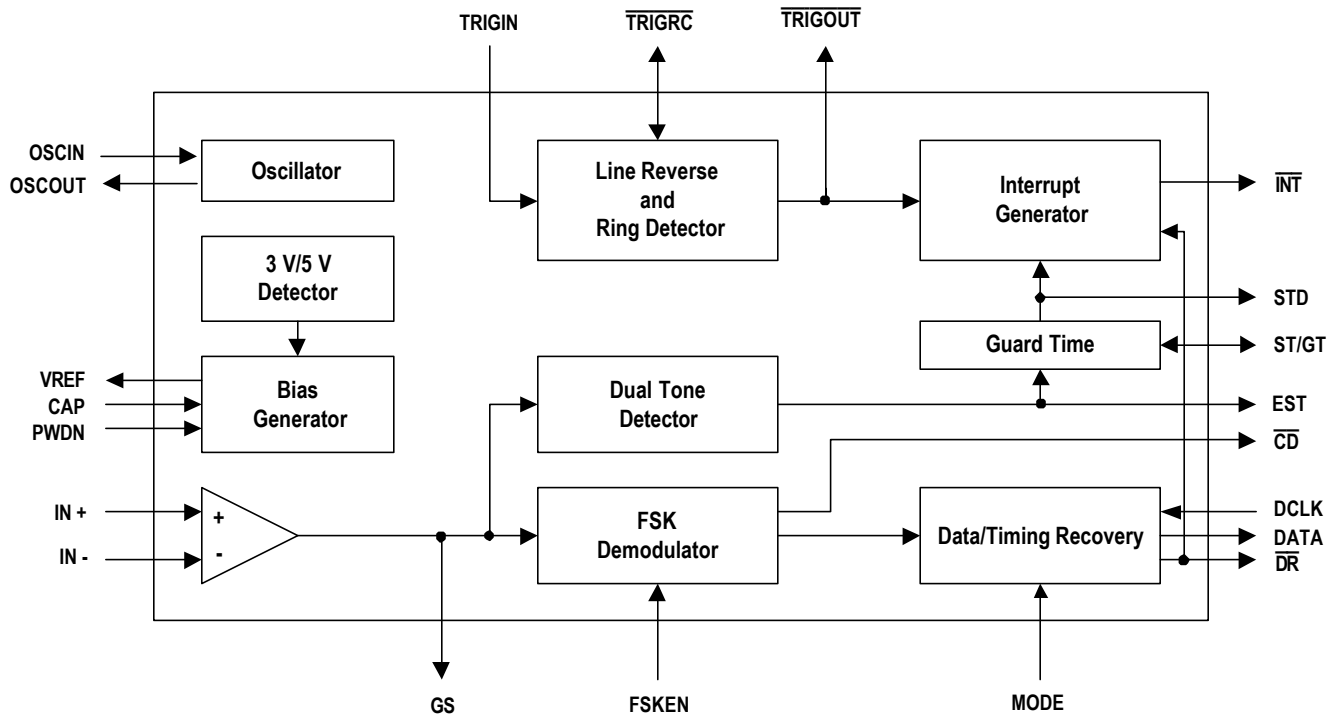 TRIGIN
TRIGRC
TRIGOUT
OSCIN
OSCOUT
Oscillator
Line Reverse
and
Ring Detector
Interrupt
Generator
INT
3 V/5 V
Detector
STD
Guard Time
ST/GT
VREF
CAP
PWDN
Bias
Generator
Dual Tone
Detector
EST
CD
IN +
IN -
+
-
FSK
Demodulator
Data/Timing Recovery
DCLK
DATA
DR
GS
FSKEN
MODE